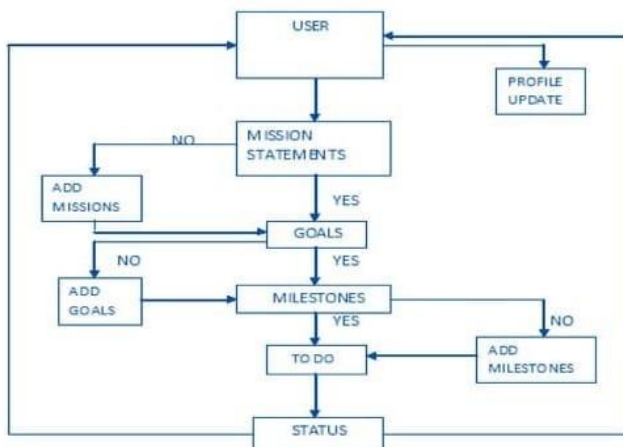 USER
PROFILE
UPDATE
NO
MISSION
STATEMENTS
ADD
MISSIONS
YES
GOALS
NO
YES
ADD
GOALS
MILESTONES
YES
NO
TO DO
ADD
MILESTONES
STATUS